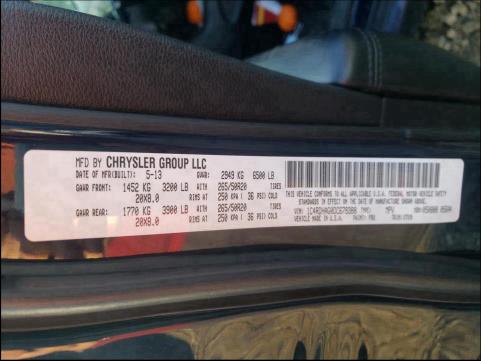 MFD BY CHRYSLER GROUP LLC
DATE OF MFR(BUILT): 5-13 GVWR: 2949 KG 6500 LB
GAWR FRONT: 1452 KG 3200 LB WITH 265/50R20 TIRES
20X8.0 RIMS AT 250 KPA ( 36 PSI) COLD
GAWR REAR: 1770 KG 3900 LB WITH 265/50R20 TIRES
20X8.0 RIMS AT 250 KPA ( 36 PSI) COLD
THIS VEHICLE CONFORMS TO ALL APPLICABLE U.S.A. FEDERAL MOTOR VEHICLE SAFETY
STANDARDS IN EFFECT ON THE DATE OF MANUFACTURE SHOWN ABOVE.
VIN: TYPE: MPV
MADE IN U.S.A. PAINT: